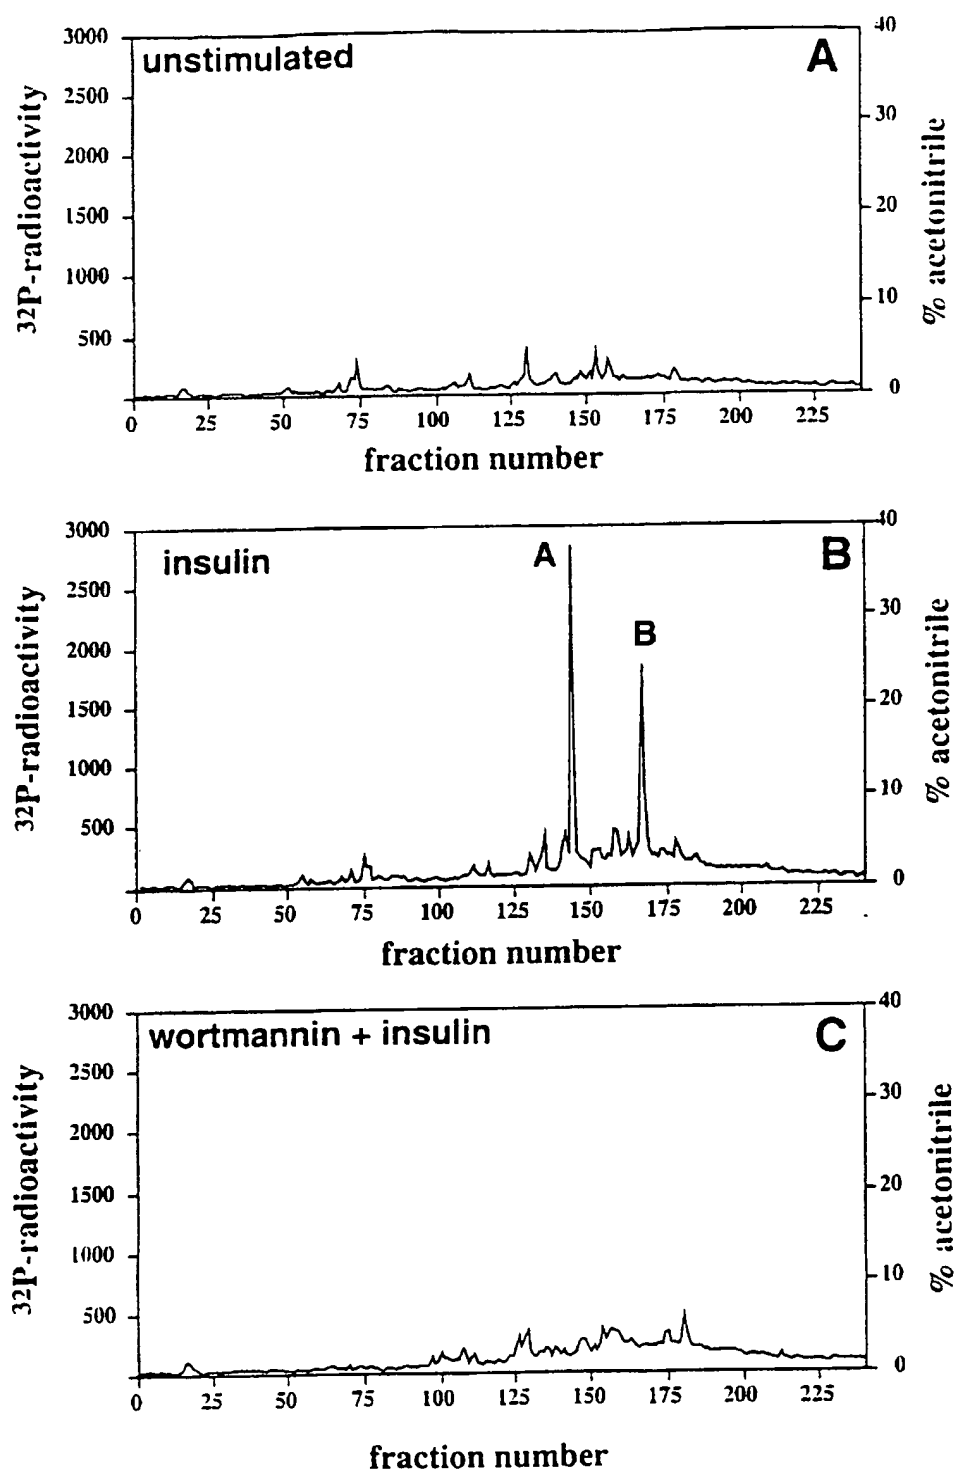 unstimulated
A
3000
2500
2000
1500
1000
500
40
30
20
10
0
32P-radioactivity
% acetonitrile
0 25 50 75 100 125 150 175 200 225
fraction number
insulin
A
B
B
3000
2500
2000
1500
1000
500
40
30
20
10
0
32P-radioactivity
% acetonitrile
0 25 50 75 100 125 150 175 200 225
fraction number
wortmannin + insulin
C
3000
2500
2000
1500
1000
500
40
30
20
10
0
32P-radioactivity
% acetonitrile
0 25 50 75 100 125 150 175 200 225
fraction number